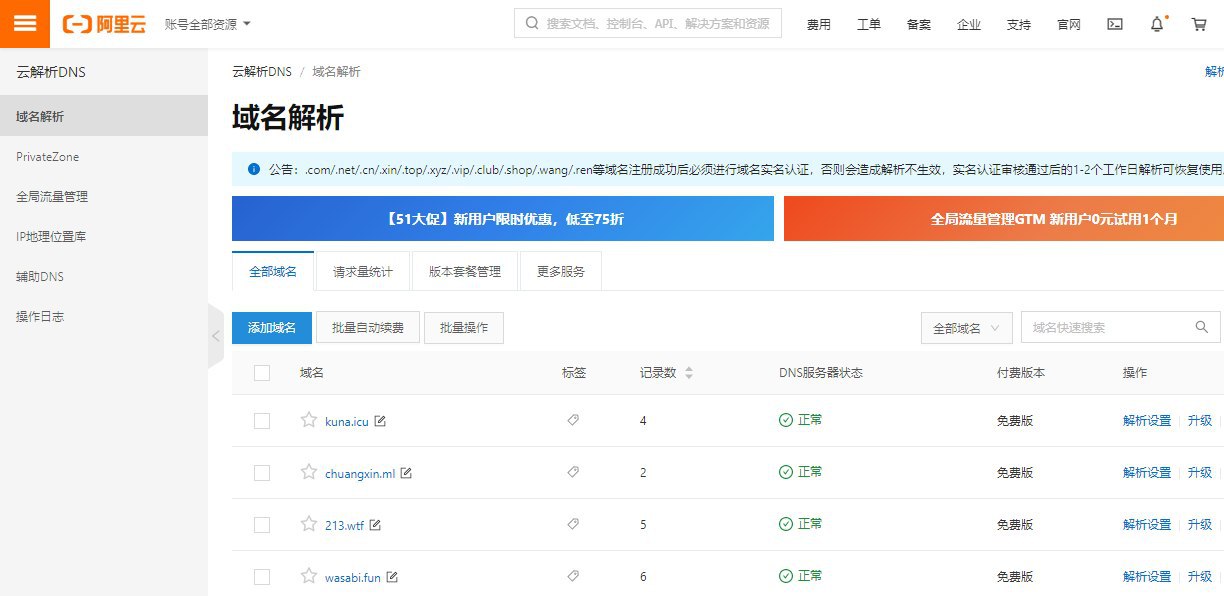 阿里云 账号全部资源 搜索文档、控制台、API、解决方案和资源 费用 工单 备案 企业 支持 官网
云解析DNS
域名解析
PrivateZone
全局流量管理
IP地理位置库
辅助DNS
操作日志
云解析DNS / 域名解析 解析
域名解析
公告：.com/.net/.cn/.xin/.top/.xyz/.vip/.club/.shop/.wang/.ren等域名注册成功后必须进行域名实名认证，否则会造成解析不生效，实名认证审核通过后的1-2个工作日解析可恢复使用。
【51大促】新用户限时优惠，低至75折 全局流量管理GTM 新用户0元试用1个月
全部域名 请求量统计 版本套餐管理 更多服务
添加域名 批量自动续费 批量操作 全部域名 域名快速搜索
域名 标签 记录数 DNS服务器状态 付费版本 操作
kuna.icu 4 正常 免费版 解析设置 升级
chuangxin.ml 2 正常 免费版 解析设置 升级
213.wtf 5 正常 免费版 解析设置 升级
wasabi.fun 6 正常 免费版 解析设置 升级